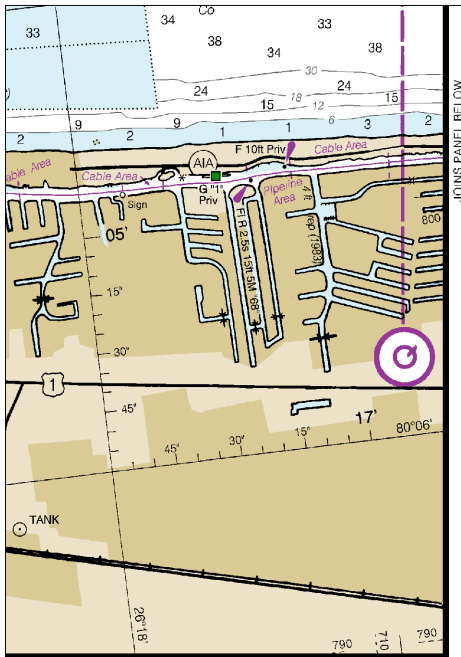 Co
33
34
38
34
33
38
30
24
18
24
15
12
15
6
9
2
2
9
1
1
3
2
F 10ft Priv
Cable Area
A1A
able Area
Cable Area
G "1"
Priv
Pipeline
Area
Sign
4 ft
rep (1983)
Fl R 2.5s 15ft 5M "68"
800
05'
15"
30"
45"
1
17'
80°06'
15"
30"
45"
TANK
26°18'
790
710
790
JOINS PANEL BELOW